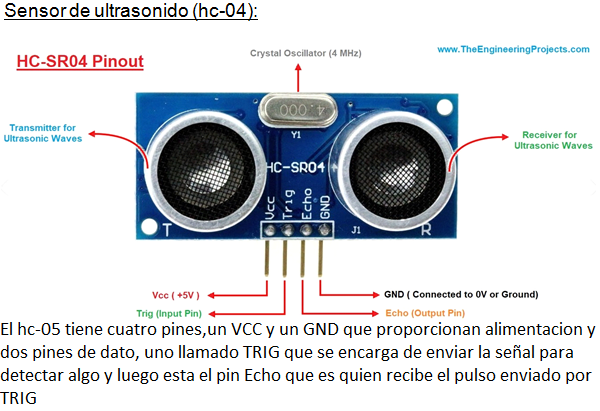 Sensor de ultrasonido (hc-04):
Crystal Oscillator (4 MHz)
www.TheEngineeringProjects.com
HC-SR04 Pinout
4.000
Y1
Transmitter for
Ultrasonic Waves
Receiver for
Ultrasonic Waves
HC-SR04
Vcc
Trig
Echo
GND
T
J1
R
Vcc ( +5V )
GND ( Connected to 0V or Ground)
Trig (Input Pin)
Echo (Output Pin)
El hc-05 tiene cuatro pines,un VCC y un GND que proporcionan alimentacion y
dos pines de dato, uno llamado TRIG que se encarga de enviar la señal para
detectar algo y luego esta el pin Echo que es quien recibe el pulso enviado por
TRIG